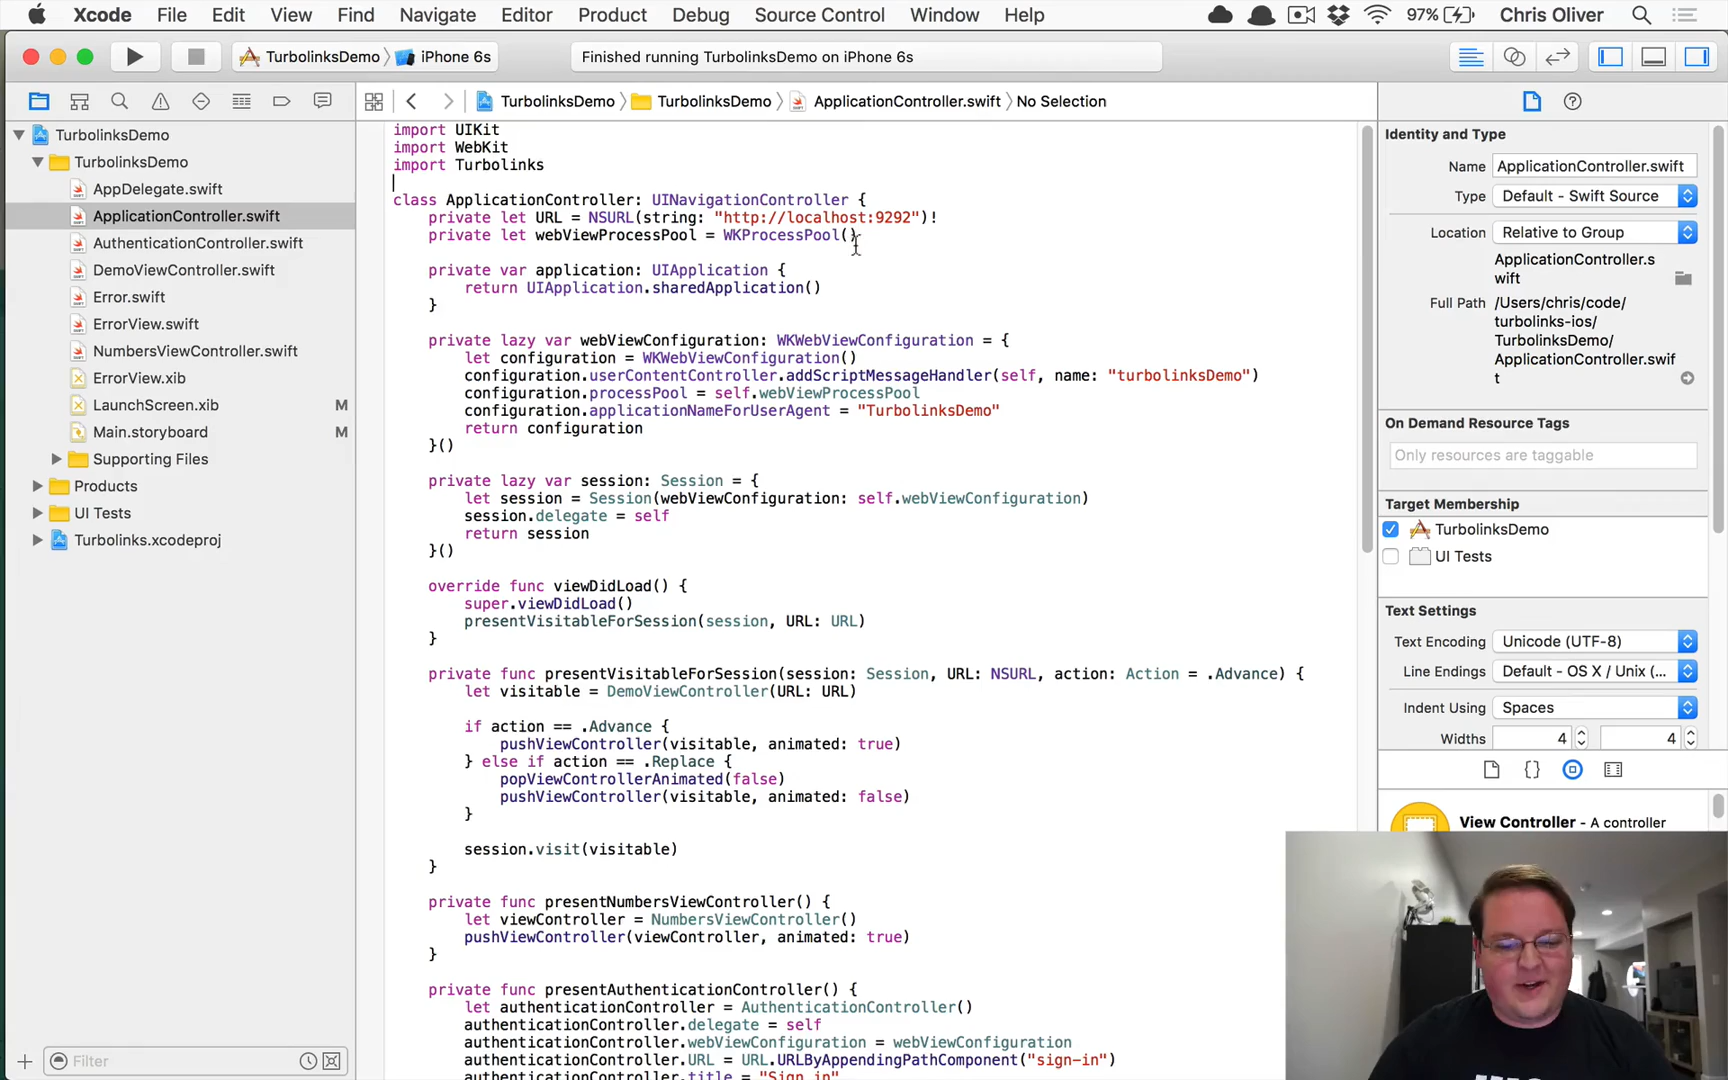 Xcode File Edit View Find Navigate Editor Product Debug Source Control Window Help 97% Chris Oliver
TurbolinksDemo iPhone 6s Finished running TurbolinksDemo on iPhone 6s
TurbolinksDemo TurbolinksDemo ApplicationController.swift No Selection
TurbolinksDemo
TurbolinksDemo
AppDelegate.swift
ApplicationController.swift
AuthenticationController.swift
DemoViewController.swift
Error.swift
ErrorView.swift
NumbersViewController.swift
ErrorView.xib
LaunchScreen.xib M
Main.storyboard M
Supporting Files
Products
UI Tests
Turbolinks.xcodeproj
Filter
import UIKit
import WebKit
import Turbolinks
class ApplicationController: UINavigationController {
private let URL = NSURL(string: "http://localhost:9292")!
private let webViewProcessPool = WKProcessPool()
private var application: UIApplication {
return UIApplication.sharedApplication()
}
private lazy var webViewConfiguration: WKWebViewConfiguration = {
let configuration = WKWebViewConfiguration()
configuration.userContentController.addScriptMessageHandler(self, name: "turbolinksDemo")
configuration.processPool = self.webViewProcessPool
configuration.applicationNameForUserAgent = "TurbolinksDemo"
return configuration
}()
private lazy var session: Session = {
let session = Session(webViewConfiguration: self.webViewConfiguration)
session.delegate = self
return session
}()
override func viewDidLoad() {
super.viewDidLoad()
presentVisitableForSession(session, URL: URL)
}
private func presentVisitableForSession(session: Session, URL: NSURL, action: Action = .Advance) {
let visitable = DemoViewController(URL: URL)
if action == .Advance {
pushViewController(visitable, animated: true)
} else if action == .Replace {
popViewControllerAnimated(false)
pushViewController(visitable, animated: false)
}
session.visit(visitable)
}
private func presentNumbersViewController() {
let viewController = NumbersViewController()
pushViewController(viewController, animated: true)
}
private func presentAuthenticationController() {
let authenticationController = AuthenticationController()
authenticationController.delegate = self
authenticationController.webViewConfiguration = webViewConfiguration
authenticationController.URL = URL.URLByAppendingPathComponent("sign-in")
authenticationController.title = "Sign in"
Identity and Type
Name ApplicationController.swift
Type Default - Swift Source
Location Relative to Group
ApplicationController.s
wift
Full Path /Users/chris/code/
turbolinks-ios/
TurbolinksDemo/
ApplicationController.swif
t
On Demand Resource Tags
Only resources are taggable
Target Membership
TurbolinksDemo
UI Tests
Text Settings
Text Encoding Unicode (UTF-8)
Line Endings Default - OS X / Unix (...
Indent Using Spaces
Widths 4 4
View Controller - A controller